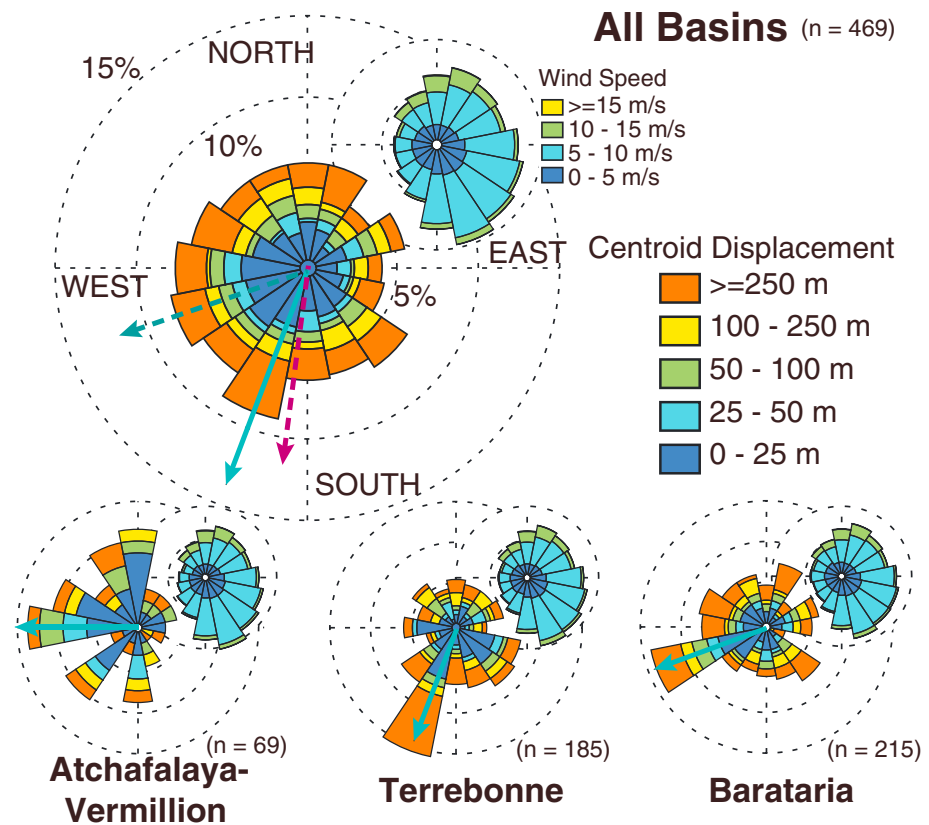 All Basins (n = 469)
NORTH
15%
Wind Speed
>=15 m/s
10 - 15 m/s
5 - 10 m/s
0 - 5 m/s
10%
EAST
WEST
5%
Centroid Displacement
>=250 m
100 - 250 m
50 - 100 m
25 - 50 m
0 - 25 m
SOUTH
(n = 69)
(n = 185)
(n = 215)
Atchafalaya-
Vermillion
Terrebonne
Barataria